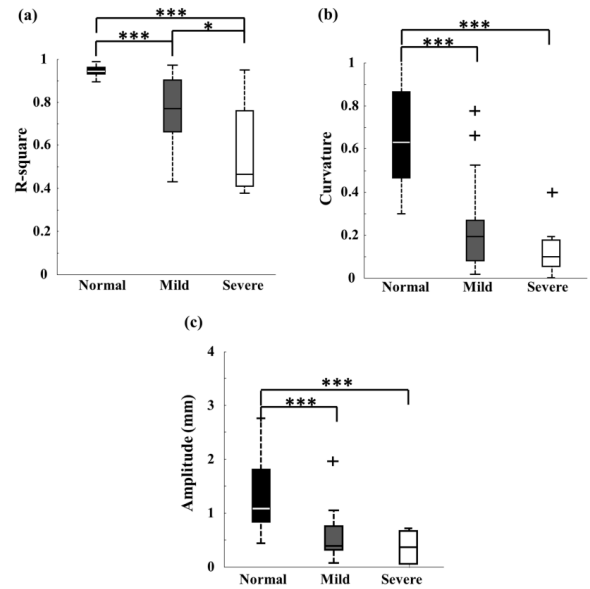 (a)
***
***
*
1
0.8
0.6
0.4
0.2
0
R-square
Normal Mild Severe
(b)
***
***
1
0.8
0.6
0.4
0.2
0
Curvature
Normal Mild Severe
(c)
***
***
4
3
2
1
0
Amplitude (mm)
Normal Mild Severe